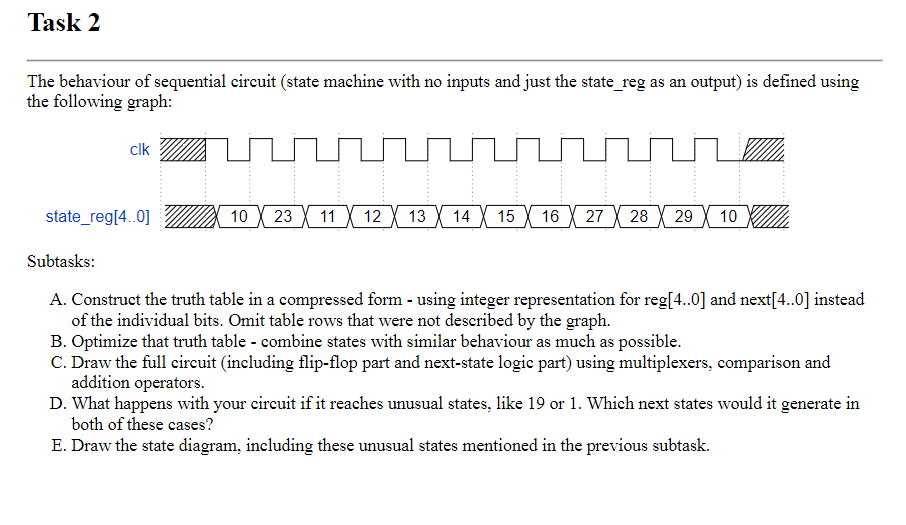 Task 2
The behaviour of sequential circuit (state machine with no inputs and just the state_reg as an output) is defined using
the following graph:
clk
state_reg[4..0] 10 23 11 12 13 14 15 16 27 28 29 10
Subtasks:
A. Construct the truth table in a compressed form - using integer representation for reg[4..0] and next[4..0] instead
of the individual bits. Omit table rows that were not described by the graph.
B. Optimize that truth table - combine states with similar behaviour as much as possible.
C. Draw the full circuit (including flip-flop part and next-state logic part) using multiplexers, comparison and
addition operators.
D. What happens with your circuit if it reaches unusual states, like 19 or 1. Which next states would it generate in
both of these cases?
E. Draw the state diagram, including these unusual states mentioned in the previous subtask.